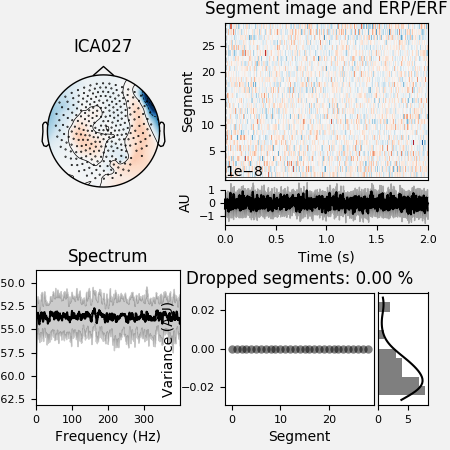 ICA027
Segment image and ERP/ERF
Segment
25
20
15
10
5
1e−8
AU
1
0
−1
0.0 0.5 1.0 1.5 2.0
Time (s)
Spectrum
50.0
52.5
55.0
57.5
60.0
62.5
0 100 200 300
Frequency (Hz)
Dropped segments: 0.00 %
0.02
0.00
−0.02
0 10 20
Segment
0 5